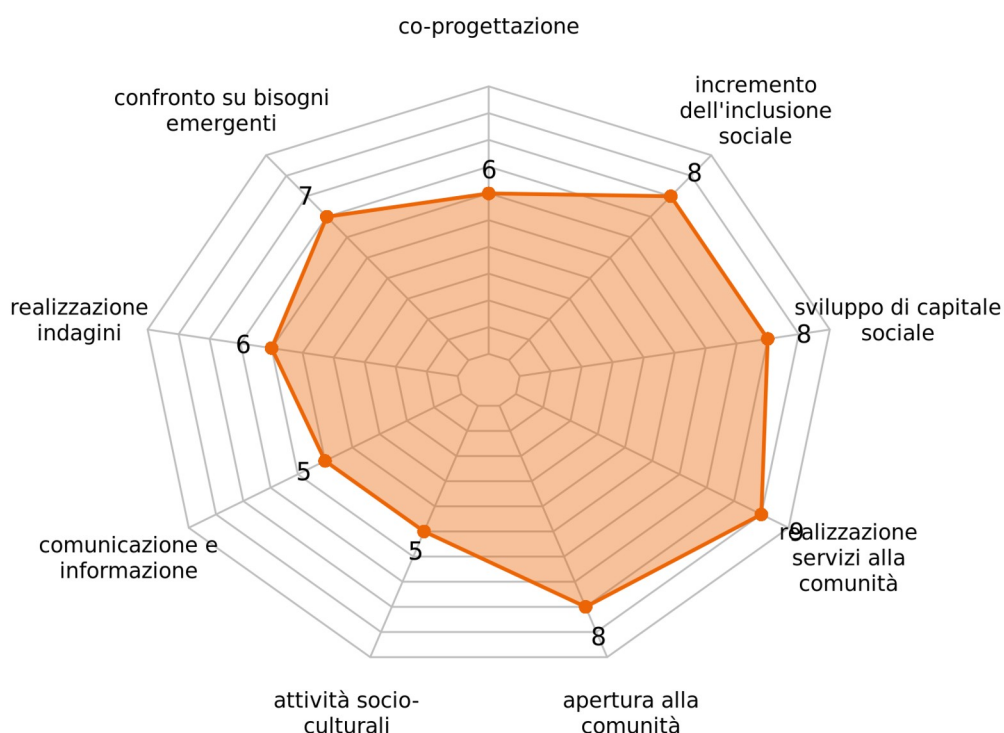 co-progettazione
incremento
dell'inclusione
sociale
confronto su bisogni
emergenti
8
6
7
sviluppo di capitale
sociale
8
realizzazione
indagini
6
5
9
realizzazione
servizi alla
comunità
comunicazione e
informazione
5
8
attività socio-
culturali
apertura alla
comunità